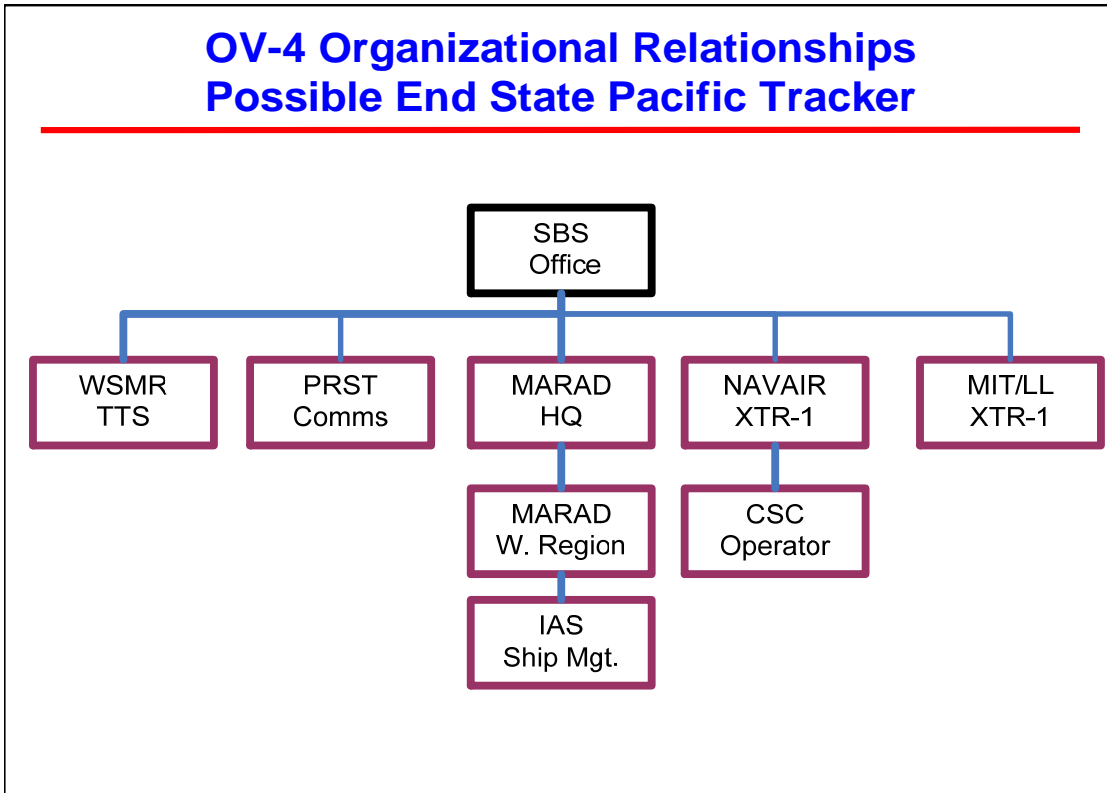 OV-4 Organizational Relationships
Possible End State Pacific Tracker
SBS
Office
WSMR
TTS
PRST
Comms
MARAD
HQ
NAVAIR
XTR-1
MIT/LL
XTR-1
MARAD
W. Region
CSC
Operator
IAS
Ship Mgt.